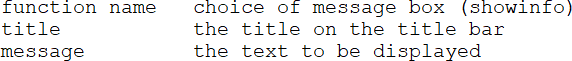 function name   choice of message box (showinfo)
title           the title on the title bar
message         the text to be displayed